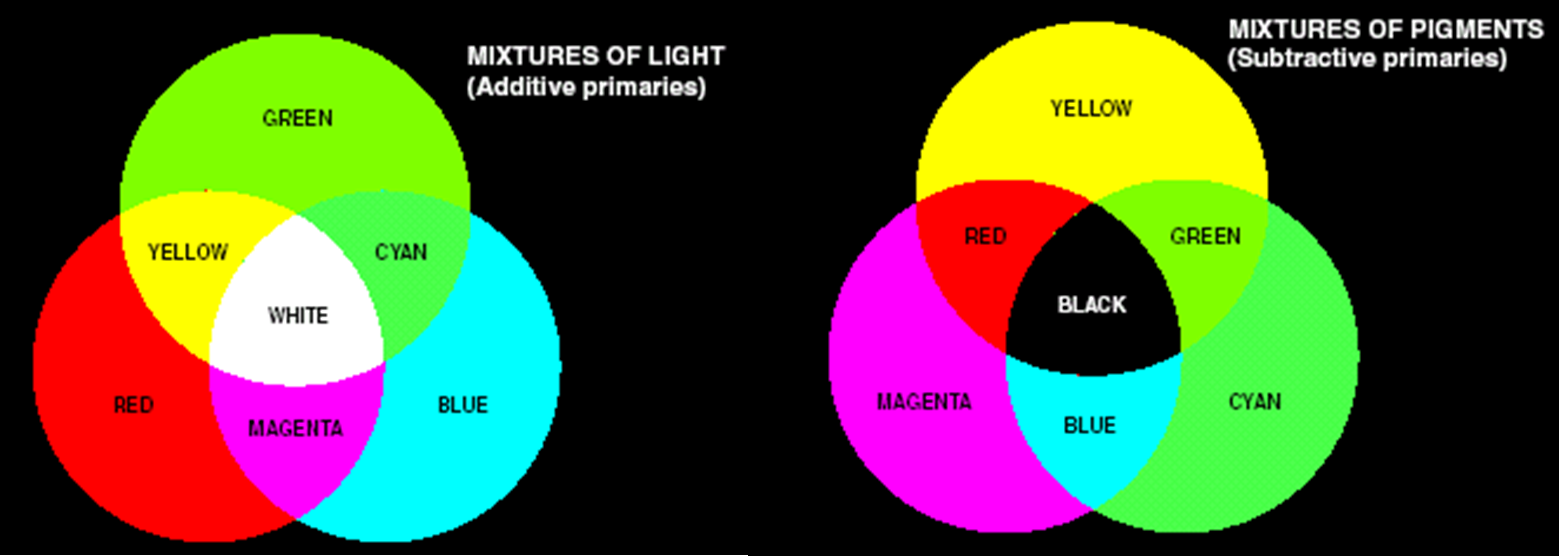 MIXTURES OF LIGHT
(Additive primaries)
GREEN
YELLOW
CYAN
WHITE
RED
BLUE
MAGENTA
MIXTURES OF PIGMENTS
(Subtractive primaries)
YELLOW
RED
GREEN
BLACK
MAGENTA
CYAN
BLUE